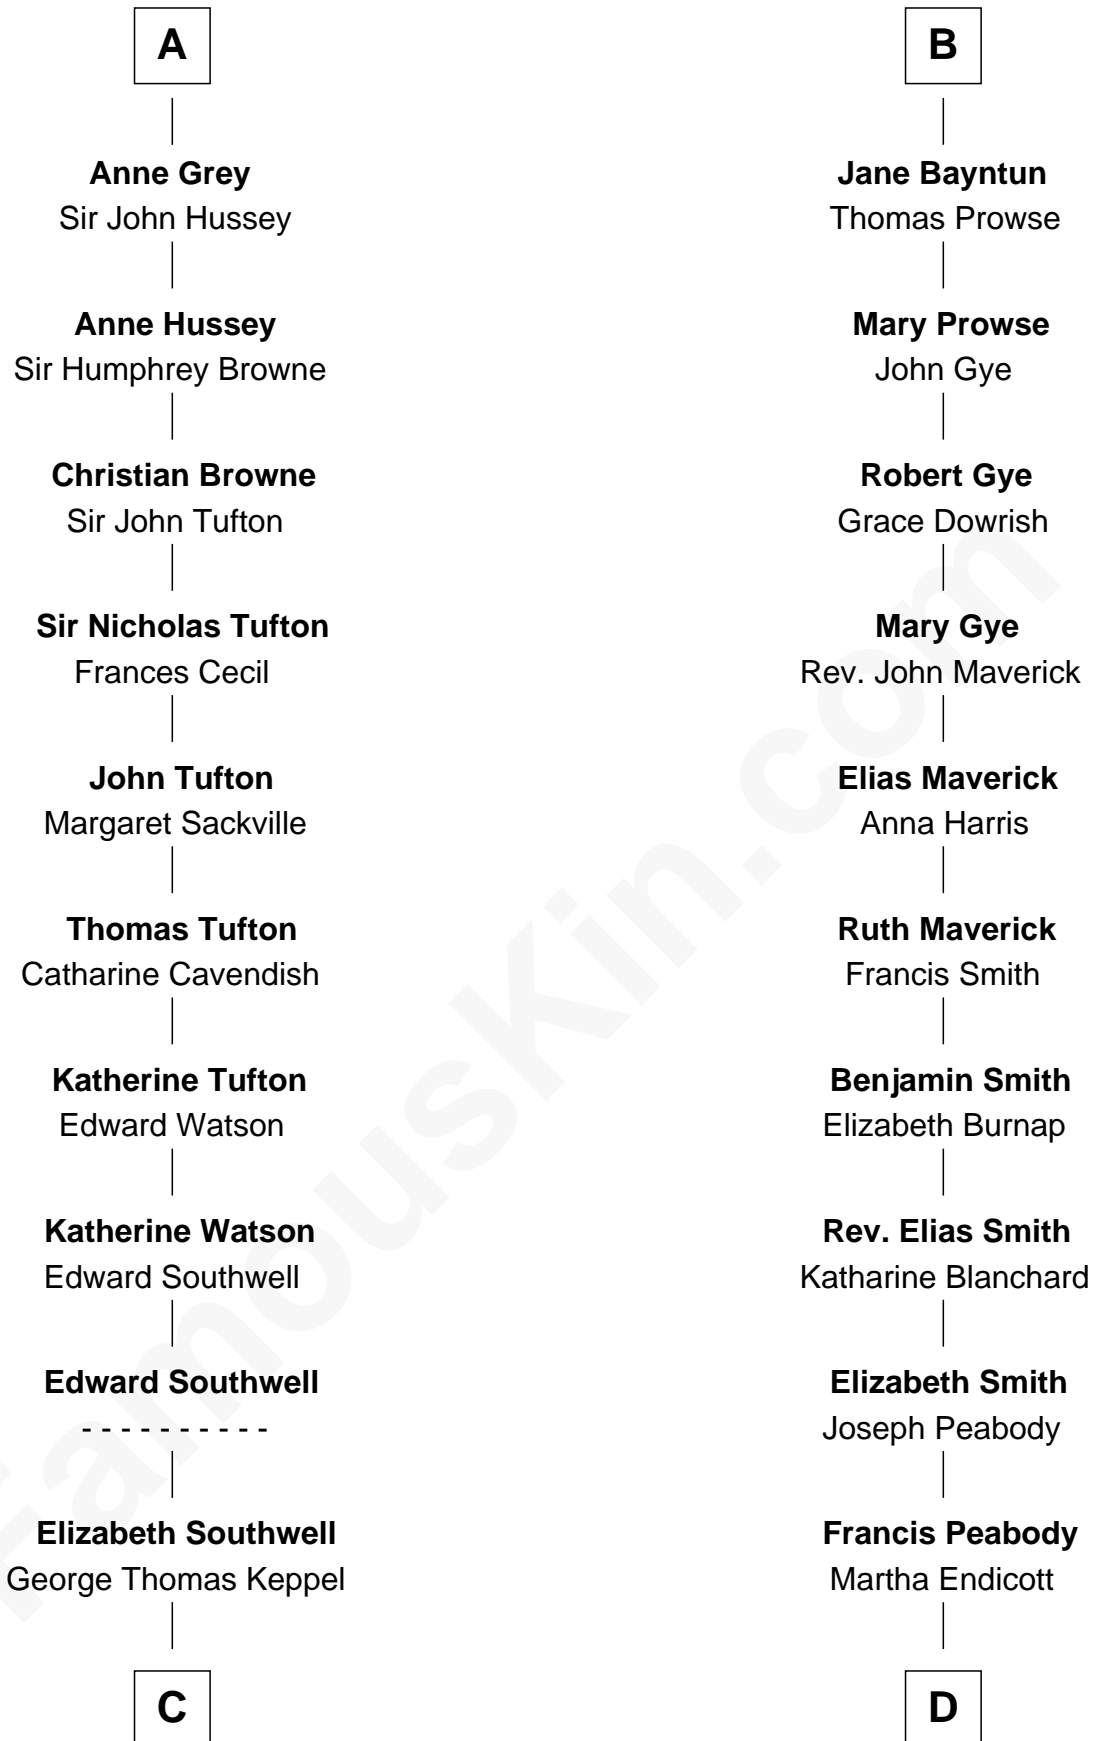 A
Anne Grey
Sir John Hussey
Anne Hussey
Sir Humphrey Browne
Christian Browne
Sir John Tufton
Sir Nicholas Tufton
Frances Cecil
John Tufton
Margaret Sackville
Thomas Tufton
Catharine Cavendish
Katherine Tufton
Edward Watson
Katherine Watson
Edward Southwell
Edward Southwell
- - - - - - - - - -
Elizabeth Southwell
George Thomas Keppel
C
B
Jane Bayntun
Thomas Prowse
Mary Prowse
John Gye
Robert Gye
Grace Dowrish
Mary Gye
Rev. John Maverick
Elias Maverick
Anna Harris
Ruth Maverick
Francis Smith
Benjamin Smith
Elizabeth Burnap
Rev. Elias Smith
Katharine Blanchard
Elizabeth Smith
Joseph Peabody
Francis Peabody
Martha Endicott
D
FamousKin.com